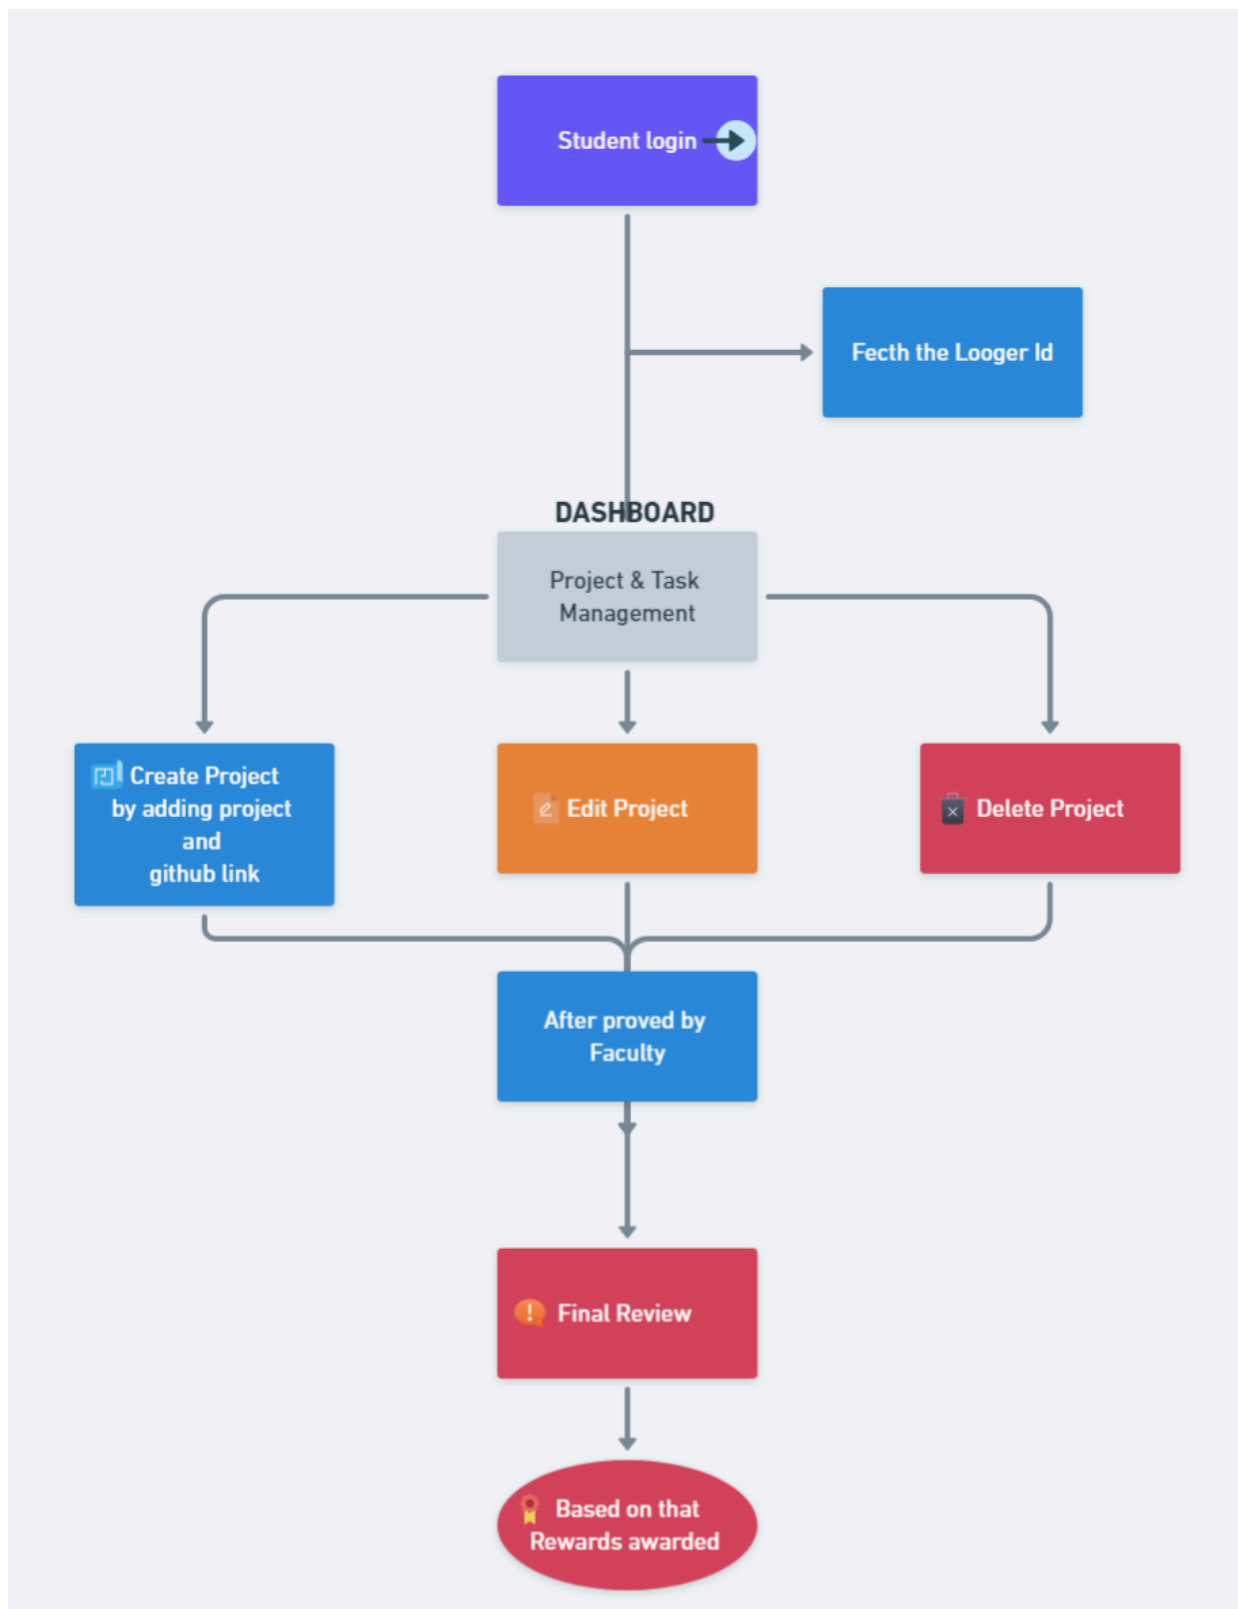 Student login
Fecth the Looger Id
DASHBOARD
Project & Task
Management
Create Project
by adding project
and
github link
Edit Project
Delete Project
After proved by
Faculty
Final Review
Based on that
Rewards awarded